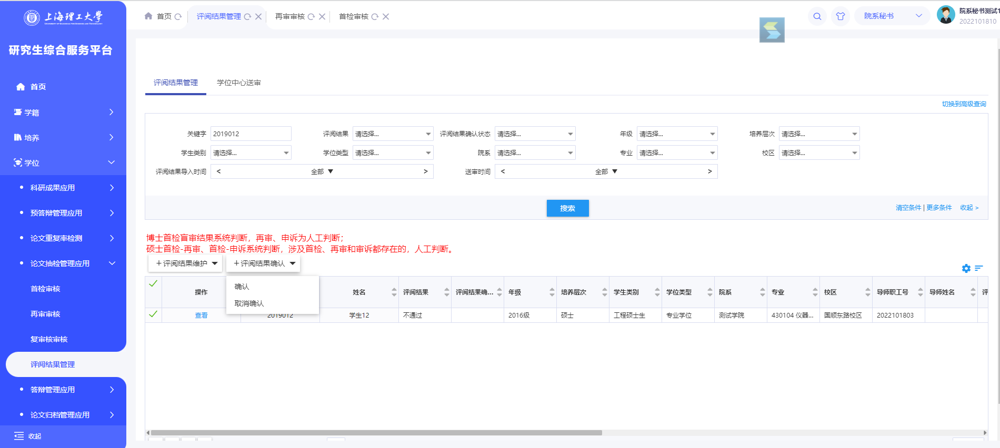 上海理工大学
UNIVERSITY OF SHANGHAI FOR SCIENCE AND TECHNOLOGY
研究生综合服务平台
首页
学籍
培养
学位
科研成果应用
预答辩管理应用
论文重复率检测
论文抽检管理应用
首检审核
再审审核
复审核审核
评阅结果管理
答辩管理应用
论文归档管理应用
收起
首页 评阅结果管理 再审审核 首检审核
院系秘书
院系秘书测试1
2022101810
评阅结果管理 学位中心送审
切换到高级查询
关键字 2019012 评阅结果 请选择... 评阅结果确认状态 请选择... 年级 请选择... 培养层次 请选择...
学生类别 请选择... 学位类型 请选择... 院系 请选择... 专业 请选择... 校区 请选择...
评阅结果导入时间 < 全部 ▼ > 送审时间 < 全部 ▼ >
搜索 清空条件 | 更多条件 收起 >
博士首检盲审结果系统判断，再审、申诉为人工判断；
硕士首检-再审、首检-申诉系统判断，涉及首检、再审和审诉都存在的，人工判断。
+评阅结果维护 +评阅结果确认
确认
取消确认
操作 姓名 评阅结果 评阅结果确... 年级 培养层次 学生类别 学位类型 院系 专业 校区 导师职工号 导师姓名 评
查看 2019012 学生12 不通过 2016级 硕士 工程硕士生 专业学位 测试学院 430104 仪器... 国顺东路校区 2022101803